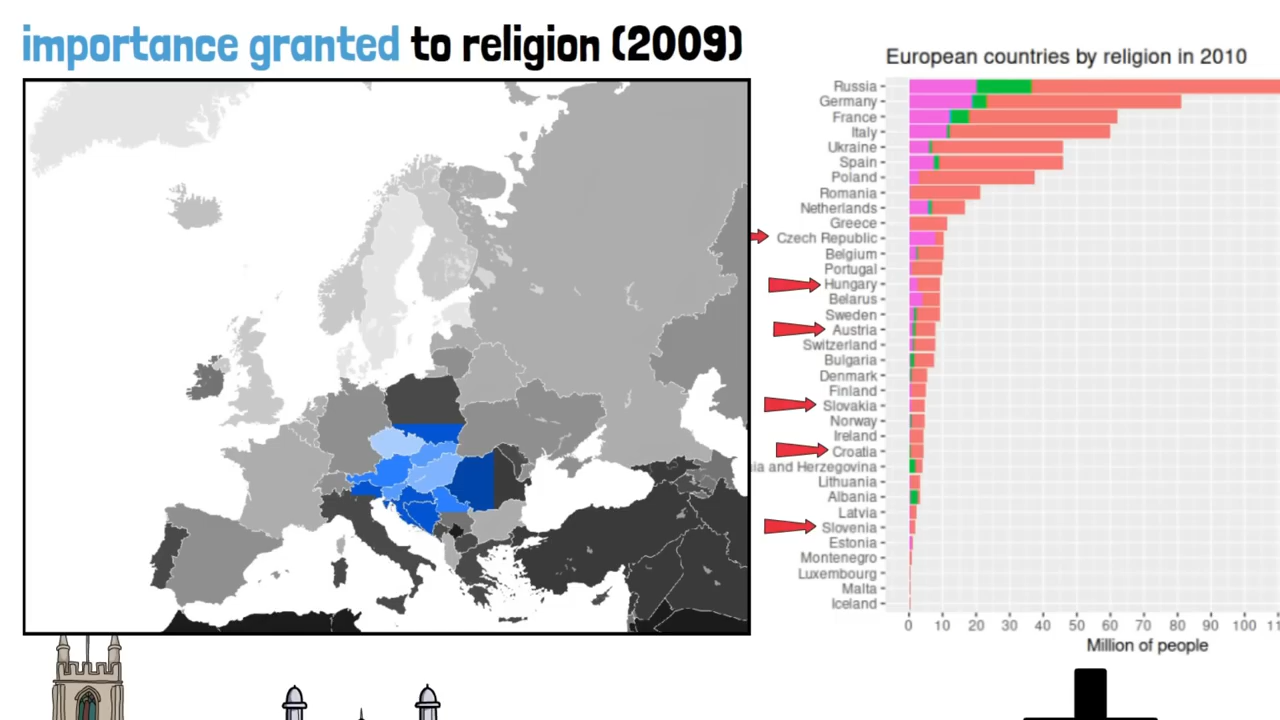 importance granted to religion (2009)
European countries by religion in 2010
Russia
Germany
France
Italy
Ukraine
Spain
Poland
Romania
Netherlands
Greece
Czech Republic
Belgium
Portugal
Hungary
Belarus
Sweden
Austria
Switzerland
Bulgaria
Denmark
Finland
Slovakia
Norway
Ireland
Croatia
ia and Herzegovina
Lithuania
Albania
Latvia
Slovenia
Estonia
Montenegro
Luxembourg
Malta
Iceland
0 10 20 30 40 50 60 70 80 90 100 11
Million of people